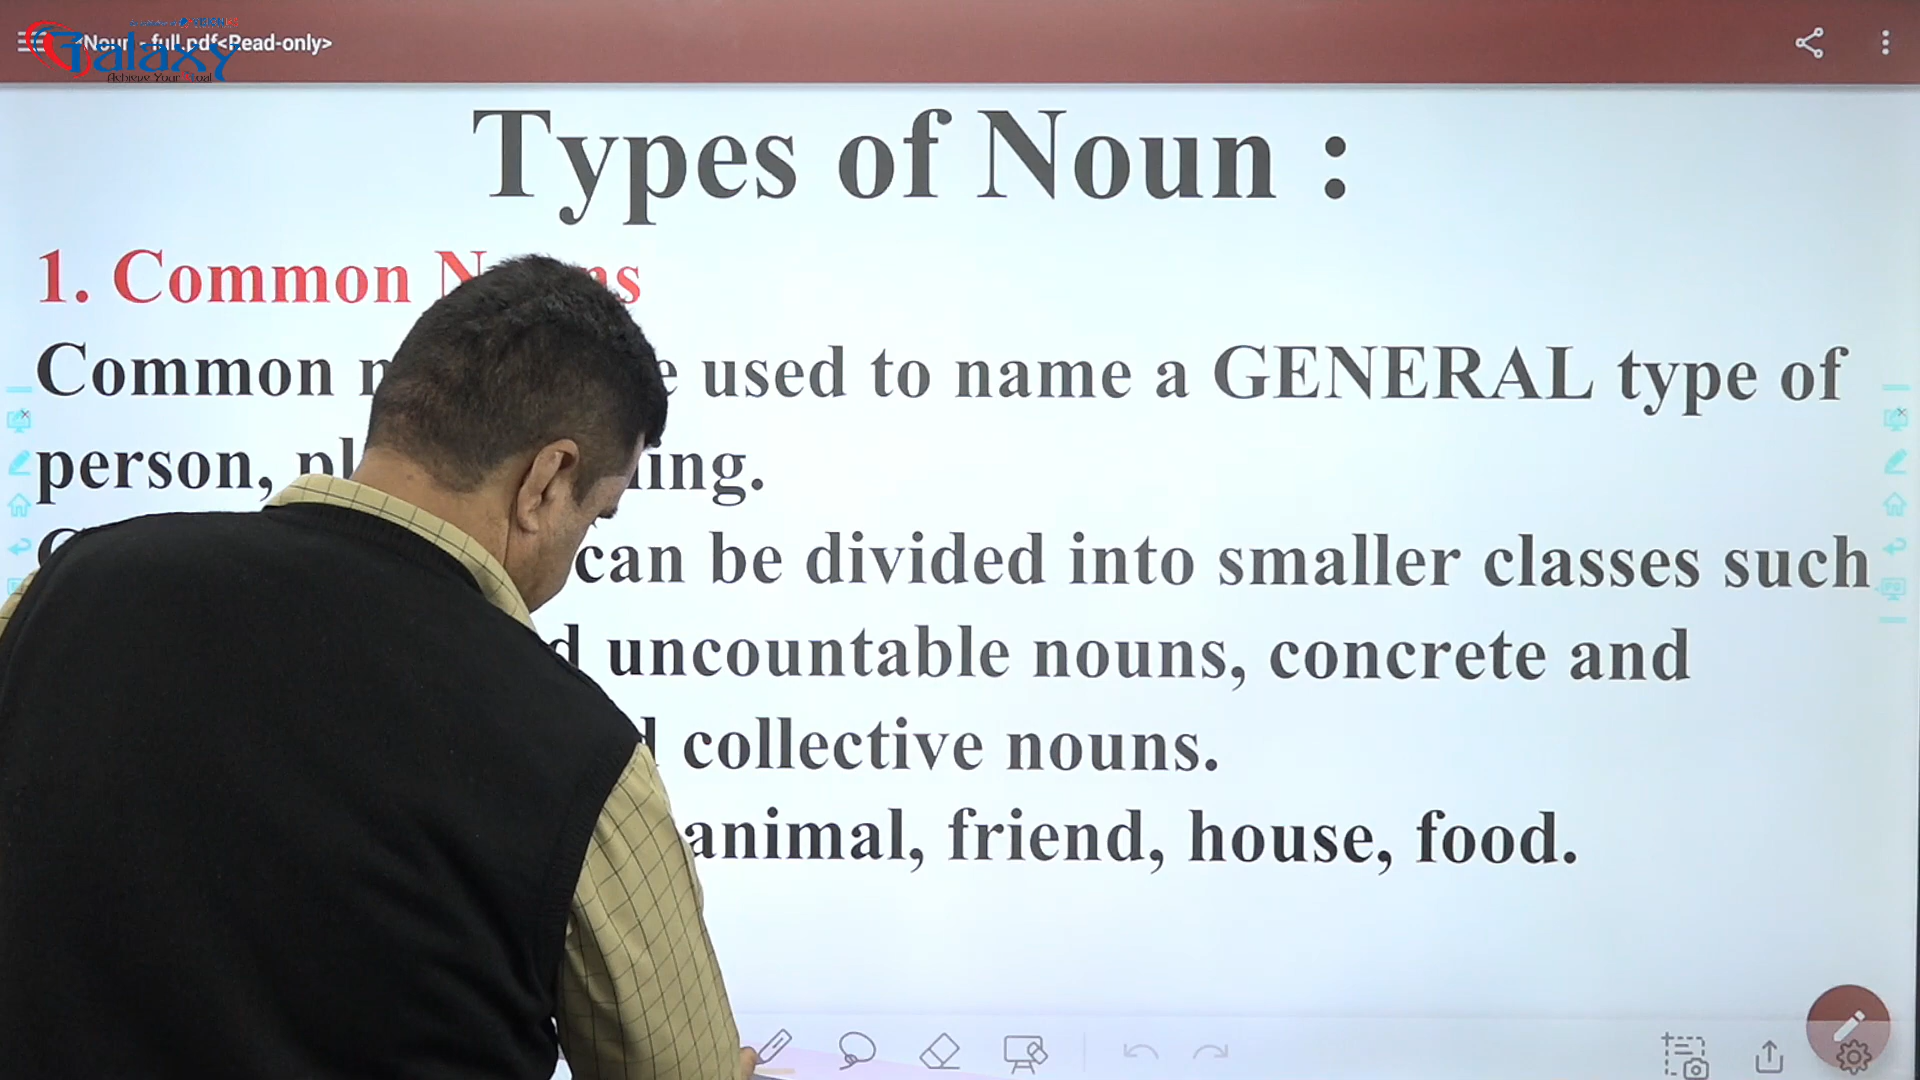 Noun - full.pdf<Read-only>
Galaxy
Achieve Your Goal
Types of Noun :
1. Common
Common used to name a GENERAL type of
person,
can be divided into smaller classes such
uncountable nouns, concrete and
collective nouns.
animal, friend, house, food.